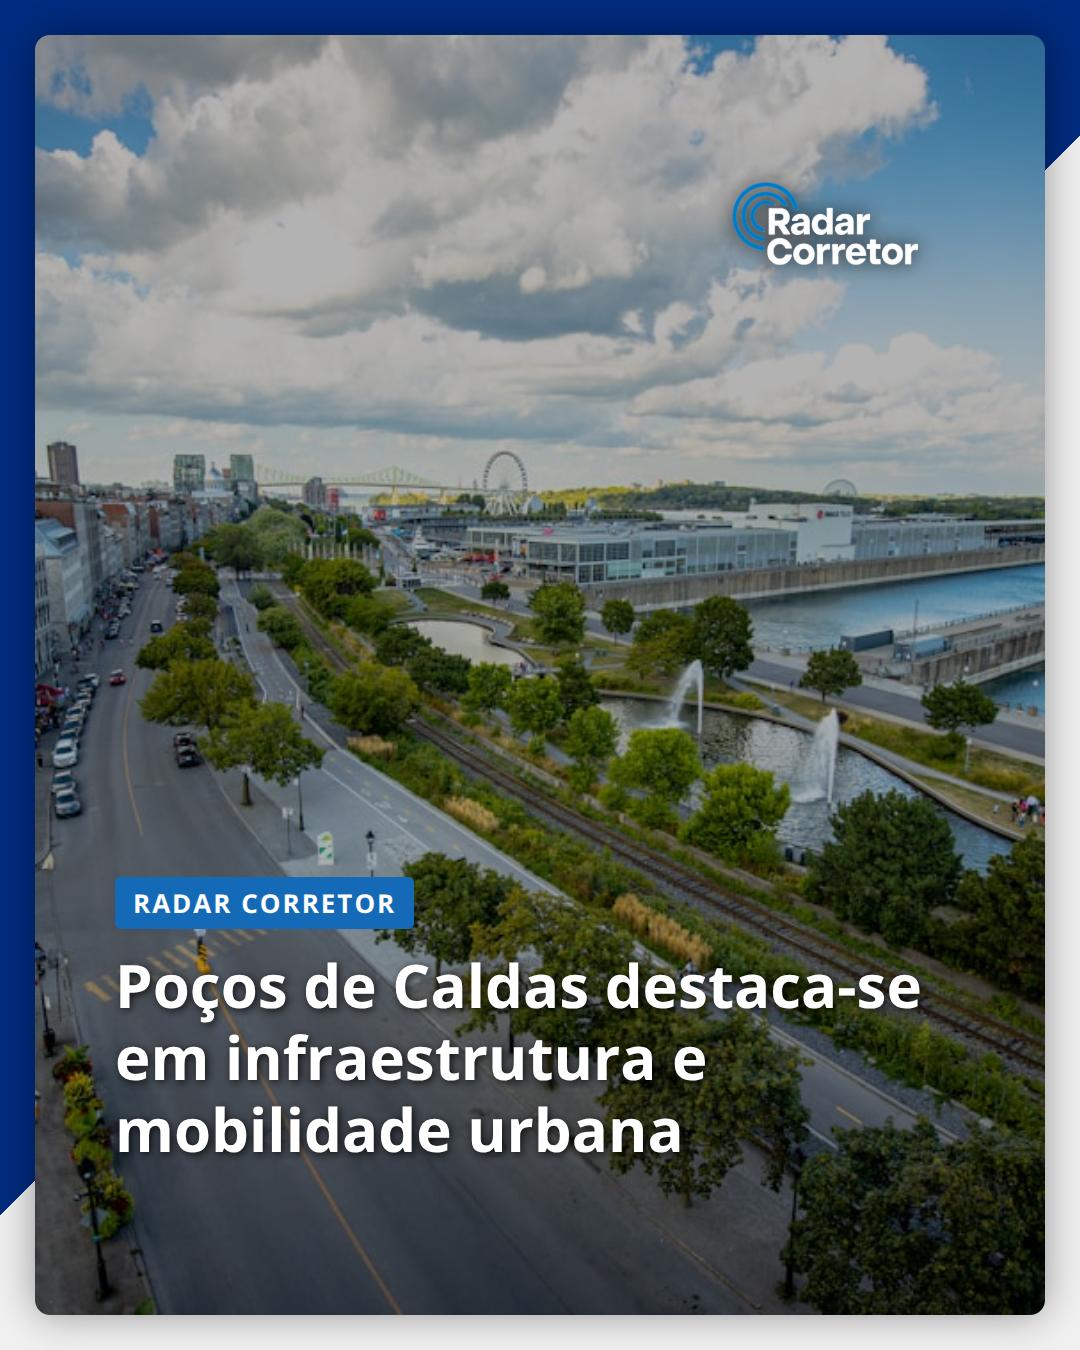 Radar
Corretor
RADAR CORRETOR
Poços de Caldas destaca-se
em infraestrutura e
mobilidade urbana